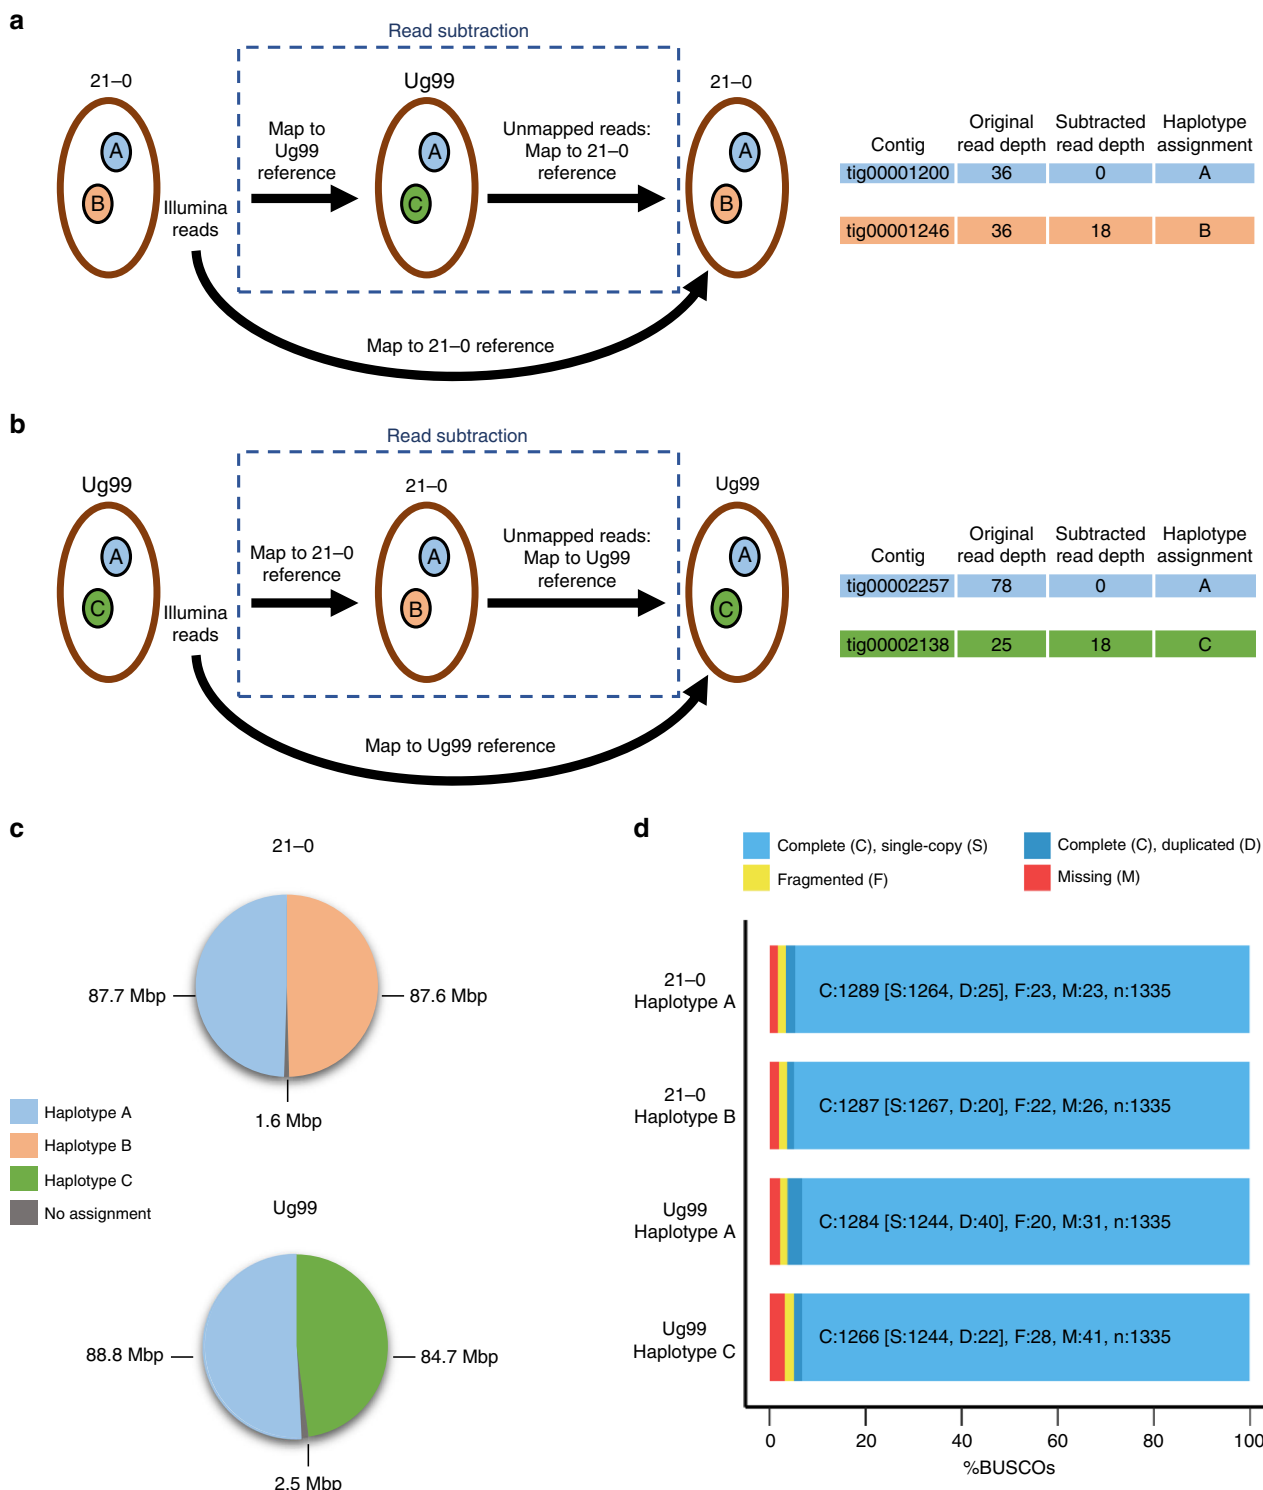 a
Read subtraction
21–0
Ug99
21–0
A
B
Illumina
reads
Map to
Ug99
reference
A
C
Unmapped reads:
Map to 21–0
reference
A
B
Map to 21–0 reference
Contig
Original
read depth
Subtracted
read depth
Haplotype
assignment
tig00001200 36 0 A
tig00001246 36 18 B
b
Read subtraction
Ug99
21–0
Ug99
A
C
Illumina
reads
Map to 21–0
reference
A
B
Unmapped reads:
Map to Ug99
reference
A
C
Map to Ug99 reference
Contig
Original
read depth
Subtracted
read depth
Haplotype
assignment
tig00002257 78 0 A
tig00002138 25 18 C
c
21–0
87.7 Mbp
87.6 Mbp
1.6 Mbp
Haplotype A
Haplotype B
Haplotype C
No assignment
Ug99
88.8 Mbp
84.7 Mbp
2.5 Mbp
d
Complete (C), single-copy (S)
Complete (C), duplicated (D)
Fragmented (F)
Missing (M)
21–0
Haplotype A
C:1289 [S:1264, D:25], F:23, M:23, n:1335
21–0
Haplotype B
C:1287 [S:1267, D:20], F:22, M:26, n:1335
Ug99
Haplotype A
C:1284 [S:1244, D:40], F:20, M:31, n:1335
Ug99
Haplotype C
C:1266 [S:1244, D:22], F:28, M:41, n:1335
0 20 40 60 80 100
%BUSCOs